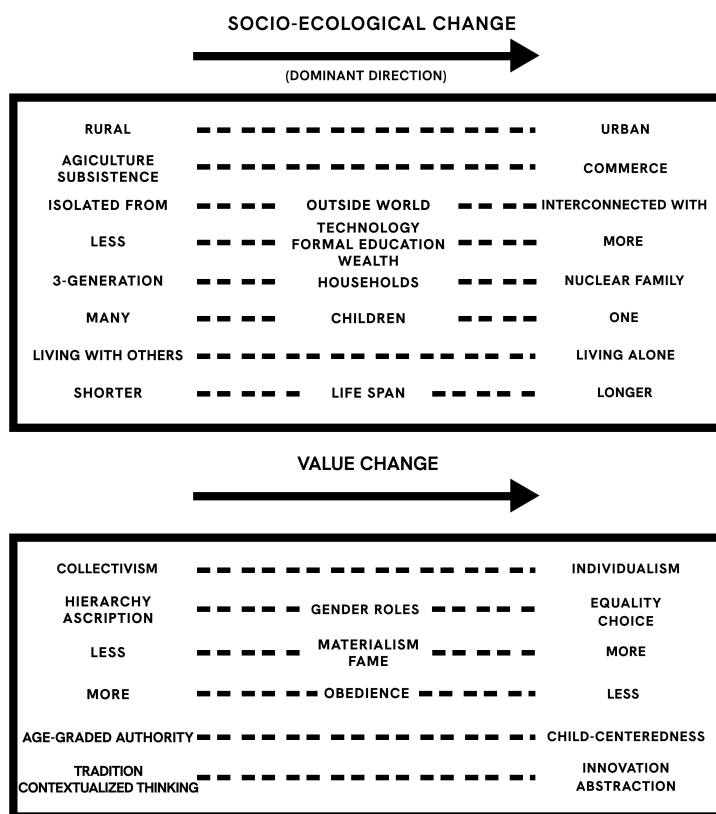 SOCIO-ECOLOGICAL CHANGE
(DOMINANT DIRECTION)
RURAL URBAN
AGICULTURE
SUBSISTENCE COMMERCE
ISOLATED FROM OUTSIDE WORLD INTERCONNECTED WITH
TECHNOLOGY
LESS FORMAL EDUCATION MORE
WEALTH
3-GENERATION HOUSEHOLDS NUCLEAR FAMILY
MANY CHILDREN ONE
LIVING WITH OTHERS LIVING ALONE
SHORTER LIFE SPAN LONGER
VALUE CHANGE
COLLECTIVISM INDIVIDUALISM
HIERARCHY GENDER ROLES EQUALITY
ASCRIPTION CHOICE
LESS MATERIALISM MORE
FAME
MORE OBEDIENCE LESS
AGE-GRADED AUTHORITY CHILD-CENTEREDNESS
TRADITION INNOVATION
CONTEXTUALIZED THINKING ABSTRACTION